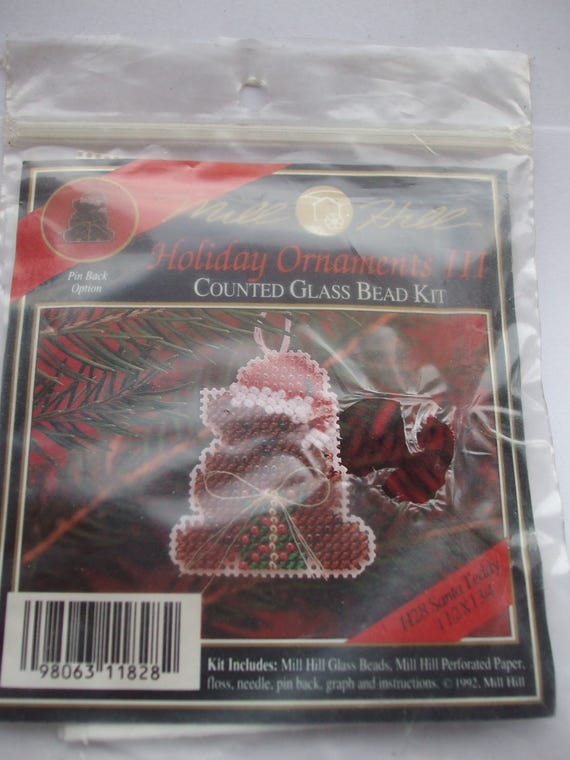 Mill Hill
Holiday Ornaments III
COUNTED GLASS BEAD KIT
Pin Back
Option
H28 Santa Teddy
1 1/2 X 1 3/4"
98063 11828
Kit Includes: Mill Hill Glass Beads, Mill Hill Perforated Paper,
floss, needle, pin back, graph and instructions. © 1992, Mill Hill